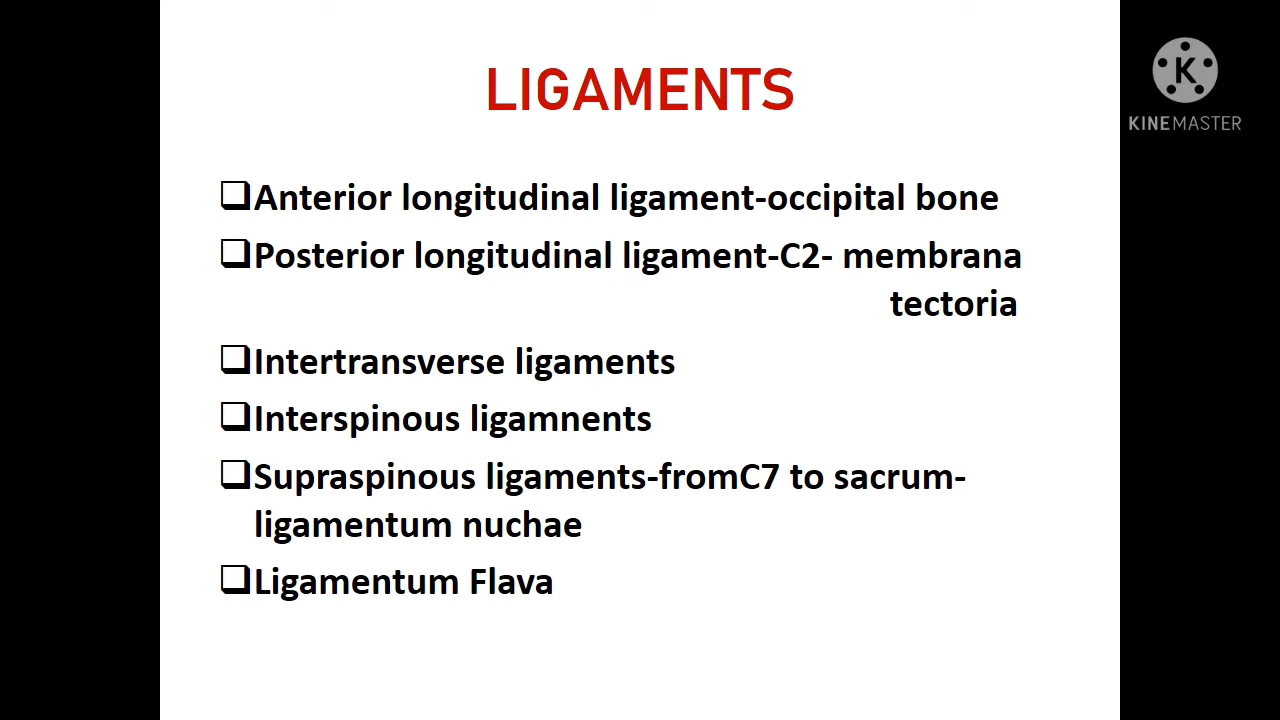 LIGAMENTS
KINEMASTER
Anterior longitudinal ligament-occipital bone
Posterior longitudinal ligament-C2- membrana
tectoria
Intertransverse ligaments
Interspinous ligamnents
Supraspinous ligaments-fromC7 to sacrum-
ligamentum nuchae
Ligamentum Flava